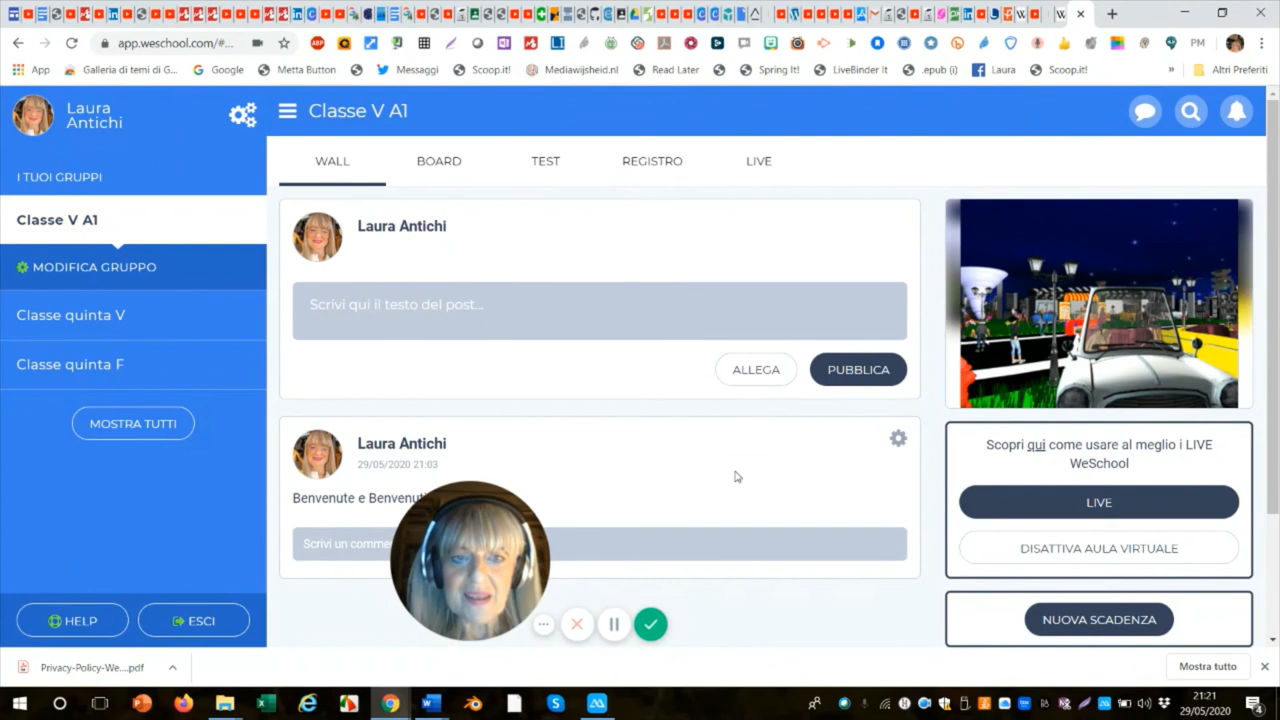 app.weschool.com/#...
PM
App
Galleria di temi di G...
Google
Metta Button
Messaggi
Scoop.it!
Mediawijsheid.nl
Read Later
Spring It!
LiveBinder It
.epub (i)
Laura
Scoop.it!
»
Altri Preferiti
Laura
Antichi
Classe V A1
I TUOI GRUPPI
WALL
BOARD
TEST
REGISTRO
LIVE
Classe V A1
Laura Antichi
MODIFICA GRUPPO
Scrivi qui il testo del post...
Classe quinta V
Classe quinta F
ALLEGA
PUBBLICA
MOSTRA TUTTI
Laura Antichi
29/05/2020 21:03
Scopri qui come usare al meglio i LIVE
WeSchool
Benvenute e Benvenuti
LIVE
Scrivi un comme
DISATTIVA AULA VIRTUALE
HELP
ESCI
NUOVA SCADENZA
Privacy-Policy-We....pdf
Mostra tutto
21:21
29/05/2020
4